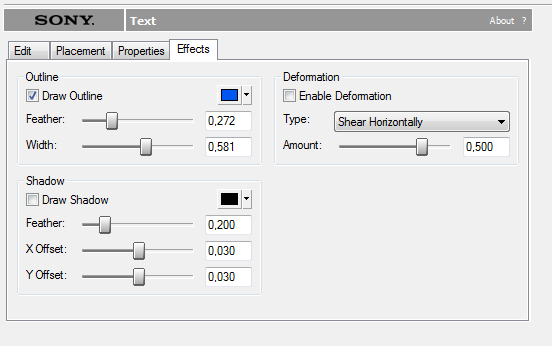 SONY. Text About ?
Edit Placement Properties Effects
Outline
Draw Outline
Feather: 0,272
Width: 0,581
Shadow
Draw Shadow
Feather: 0,200
X Offset: 0,030
Y Offset: 0,030
Deformation
Enable Deformation
Type: Shear Horizontally
Amount: 0,500